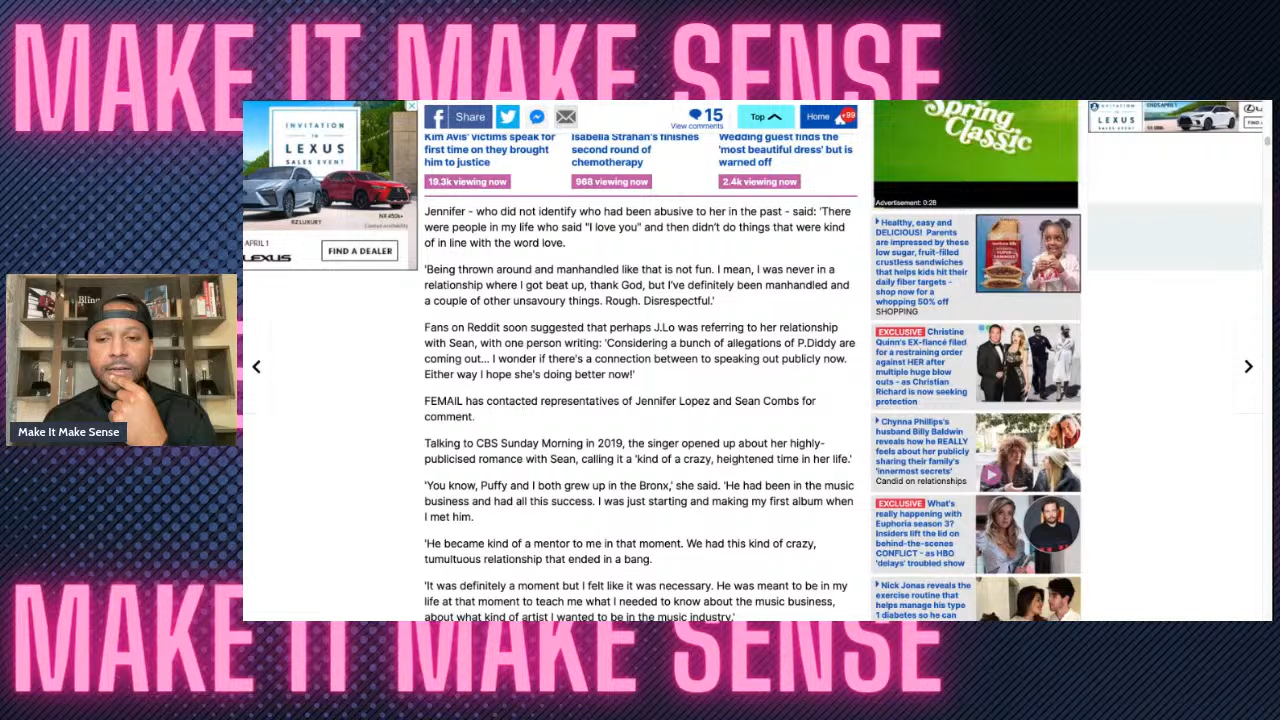 MAKE IT MAKE SENSE
INVITATION
TO
LEXUS
SALES EVENT
RZ LUXURY
NX 450h+
Limited availability
APRIL 1
LEXUS
FIND A DEALER
Share
15
View comments
Top
Home
+99
Kim Avis' victims speak for
first time on they brought
him to justice
19.3k viewing now
Isabella Strahan's finishes
second round of
chemotherapy
968 viewing now
Wedding guest finds the
'most beautiful dress' but is
warned off
2.4k viewing now
Jennifer - who did not identify who had been abusive to her in the past - said: 'There
were people in my life who said "I love you" and then didn't do things that were kind
of in line with the word love.
'Being thrown around and manhandled like that is not fun. I mean, I was never in a
relationship where I got beat up, thank God, but I've definitely been manhandled and
a couple of other unsavoury things. Rough. Disrespectful.'
Fans on Reddit soon suggested that perhaps J.Lo was referring to her relationship
with Sean, with one person writing: 'Considering a bunch of allegations of P.Diddy are
coming out... I wonder if there's a connection between to speaking out publicly now.
Either way I hope she's doing better now!'
FEMAIL has contacted representatives of Jennifer Lopez and Sean Combs for
comment.
Talking to CBS Sunday Morning in 2019, the singer opened up about her highly-
publicised romance with Sean, calling it a 'kind of a crazy, heightened time in her life.'
'You know, Puffy and I both grew up in the Bronx,' she said. 'He had been in the music
business and had all this success. I was just starting and making my first album when
I met him.
'He became kind of a mentor to me in that moment. We had this kind of crazy,
tumultuous relationship that ended in a bang.
'It was definitely a moment but I felt like it was necessary. He was meant to be in my
life at that moment to teach me what I needed to know about the music business,
about what kind of artist I wanted to be in the music industry.'
Spring
Classic
Advertisement: 0:28
Healthy, easy and
DELICIOUS! Parents
are impressed by these
low sugar, fruit-filled
crustless sandwiches
that helps kids hit their
daily fiber targets -
shop now for a
whopping 50% off
SHOPPING
EXCLUSIVE Christine
Quinn's EX-fiancé filed
for a restraining order
against HER after
multiple huge blow
outs - as Christian
Richard is now seeking
protection
Chynna Phillips's
husband Billy Baldwin
reveals how he REALLY
feels about her publicly
sharing their family's
'innermost secrets'
Candid on relationships
EXCLUSIVE What's
really happening with
Euphoria season 3?
Insiders lift the lid on
behind-the-scenes
CONFLICT - as HBO
'delays' troubled show
Nick Jonas reveals the
exercise routine that
helps manage his type
1 diabetes so he can
INVITATION
LEXUS
SALES EVENT
Blin
Make It Make Sense
MAKE IT MAKE SENSE